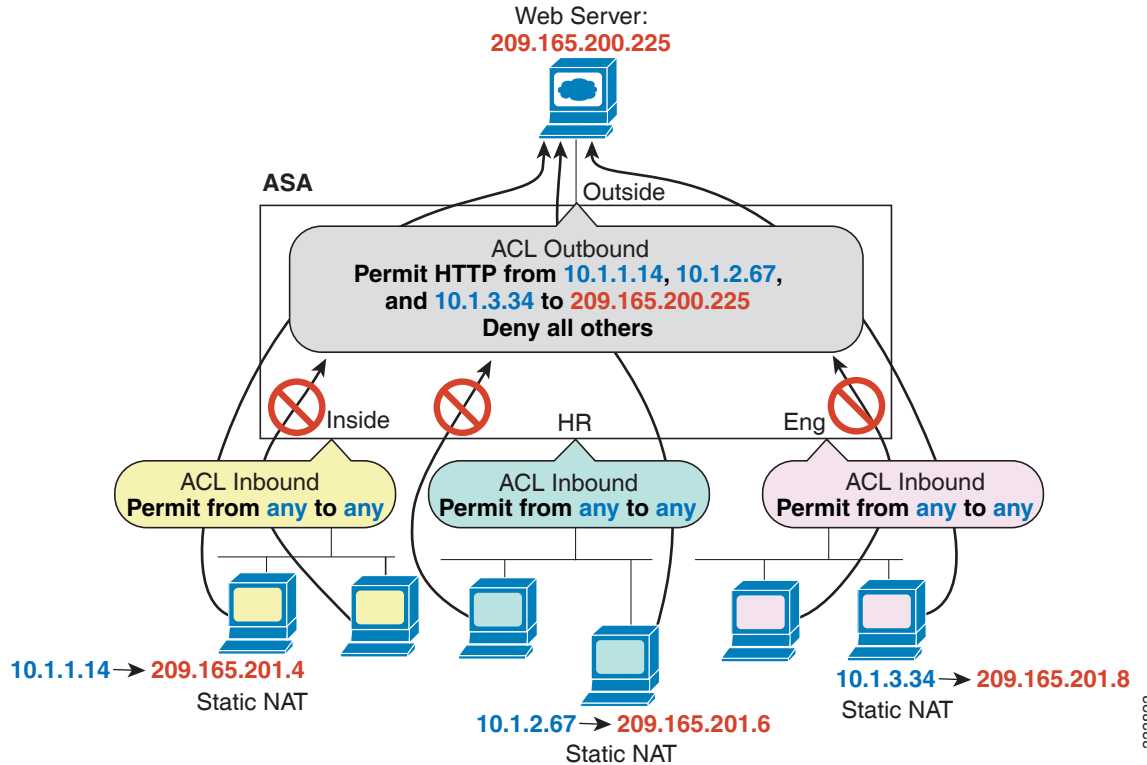 Web Server:
209.165.200.225
ASA
Outside
ACL Outbound
Permit HTTP from 10.1.1.14, 10.1.2.67,
and 10.1.3.34 to 209.165.200.225
Deny all others
Inside
HR
Eng
ACL Inbound
Permit from any to any
ACL Inbound
Permit from any to any
ACL Inbound
Permit from any to any
10.1.1.14 → 209.165.201.4
Static NAT
10.1.2.67 → 209.165.201.6
Static NAT
10.1.3.34 → 209.165.201.8
Static NAT